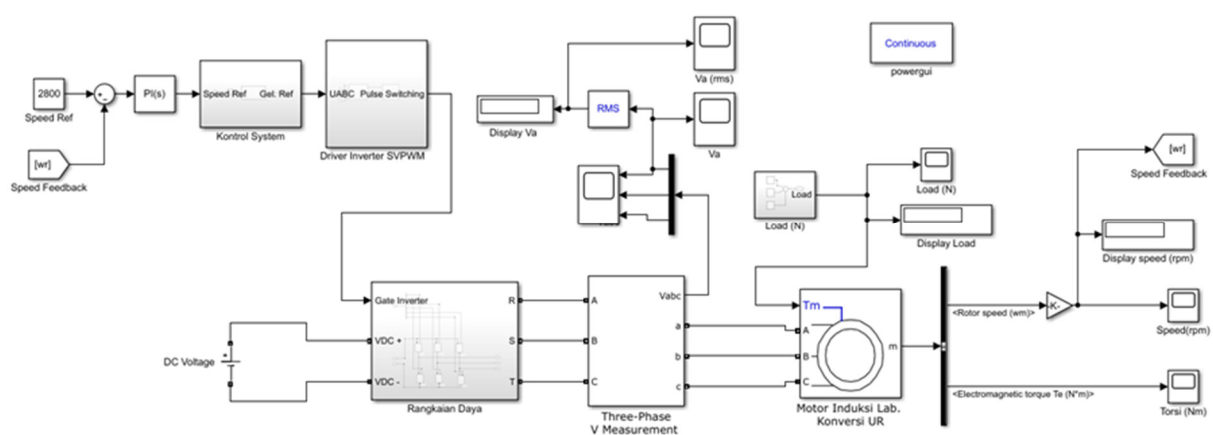 Continuous
powergui
Va (rms)
2800
Speed Ref
+
-
PI(s)
Speed Ref
Gel. Ref
Kontrol System
UABC
Pulse Switching
Driver Inverter SVPWM
[wr]
Speed Feedback
Display Va
RMS
Va
Load
Load (N)
Load (N)
Display Load
[wr]
Speed Feedback
Display speed (rpm)
Gate Inverter
VDC +
VDC -
R
S
T
Rangkaian Daya
DC Voltage
+
A
B
C
Vabc
a
b
c
Three-Phase
V Measurement
Tm
A
B
C
m
Motor Induksi Lab.
Konversi UR
<Rotor speed (wm)>
-K-
Speed(rpm)
<Electromagnetic torque Te (N*m)>
Torsi (Nm)